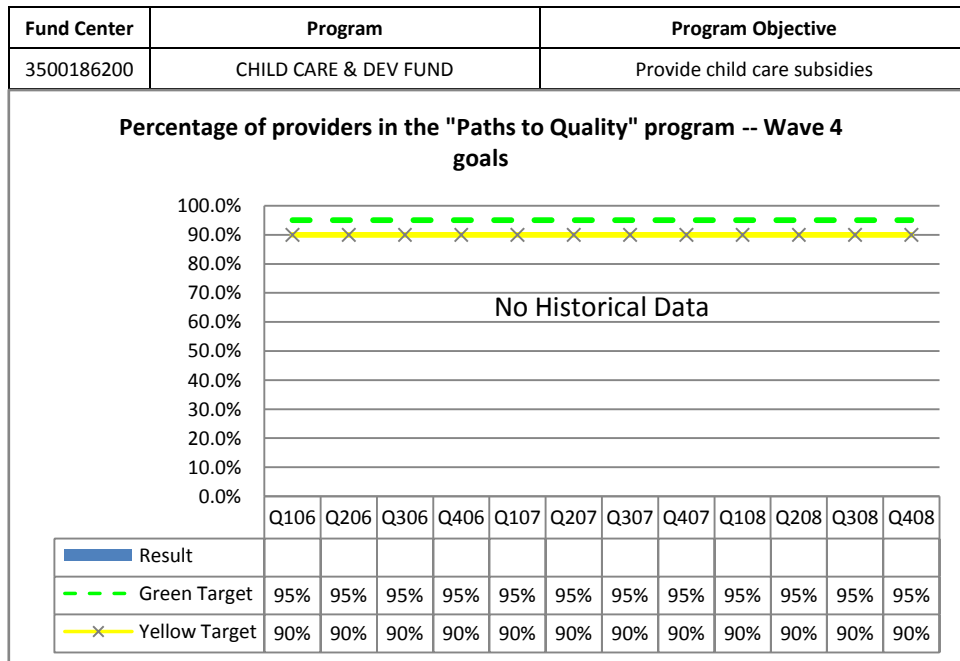 Fund Center Program Program Objective
3500186200 CHILD CARE & DEV FUND Provide child care subsidies
Percentage of providers in the "Paths to Quality" program -- Wave 4
goals
100.0%
90.0%
80.0%
70.0%
No Historical Data
60.0%
50.0%
40.0%
30.0%
20.0%
10.0%
0.0%
Q106 Q206 Q306 Q406 Q107 Q207 Q307 Q407 Q108 Q208 Q308 Q408
Result
Green Target 95% 95% 95% 95% 95% 95% 95% 95% 95% 95% 95% 95%
Yellow Target 90% 90% 90% 90% 90% 90% 90% 90% 90% 90% 90% 90%